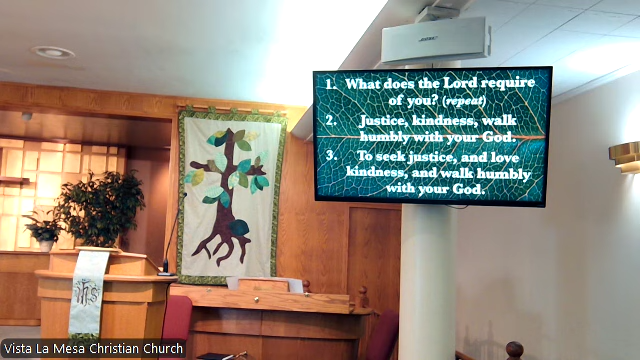 BOSE
1. What does the Lord require
of you? (repeat)
2. Justice, kindness, walk
humbly with your God.
3. To seek justice, and love
kindness, and walk humbly
with your God.
IHS
Vista La Mesa Christian Church